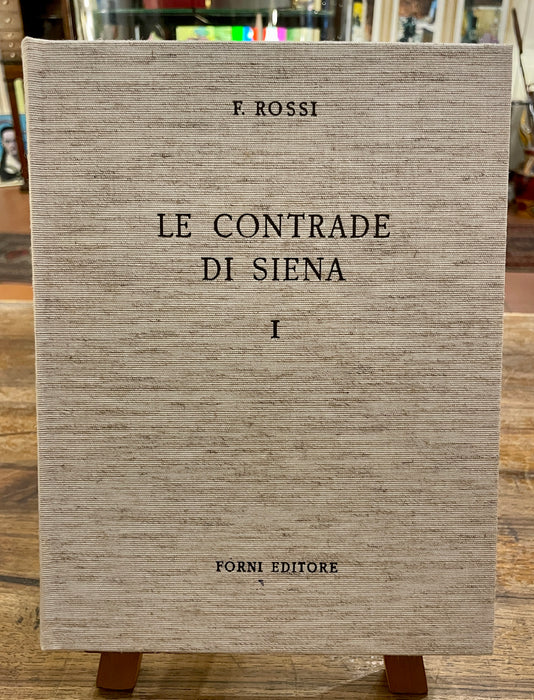 F. ROSSI
LE CONTRADE
DI SIENA
I
FORNI EDITORE